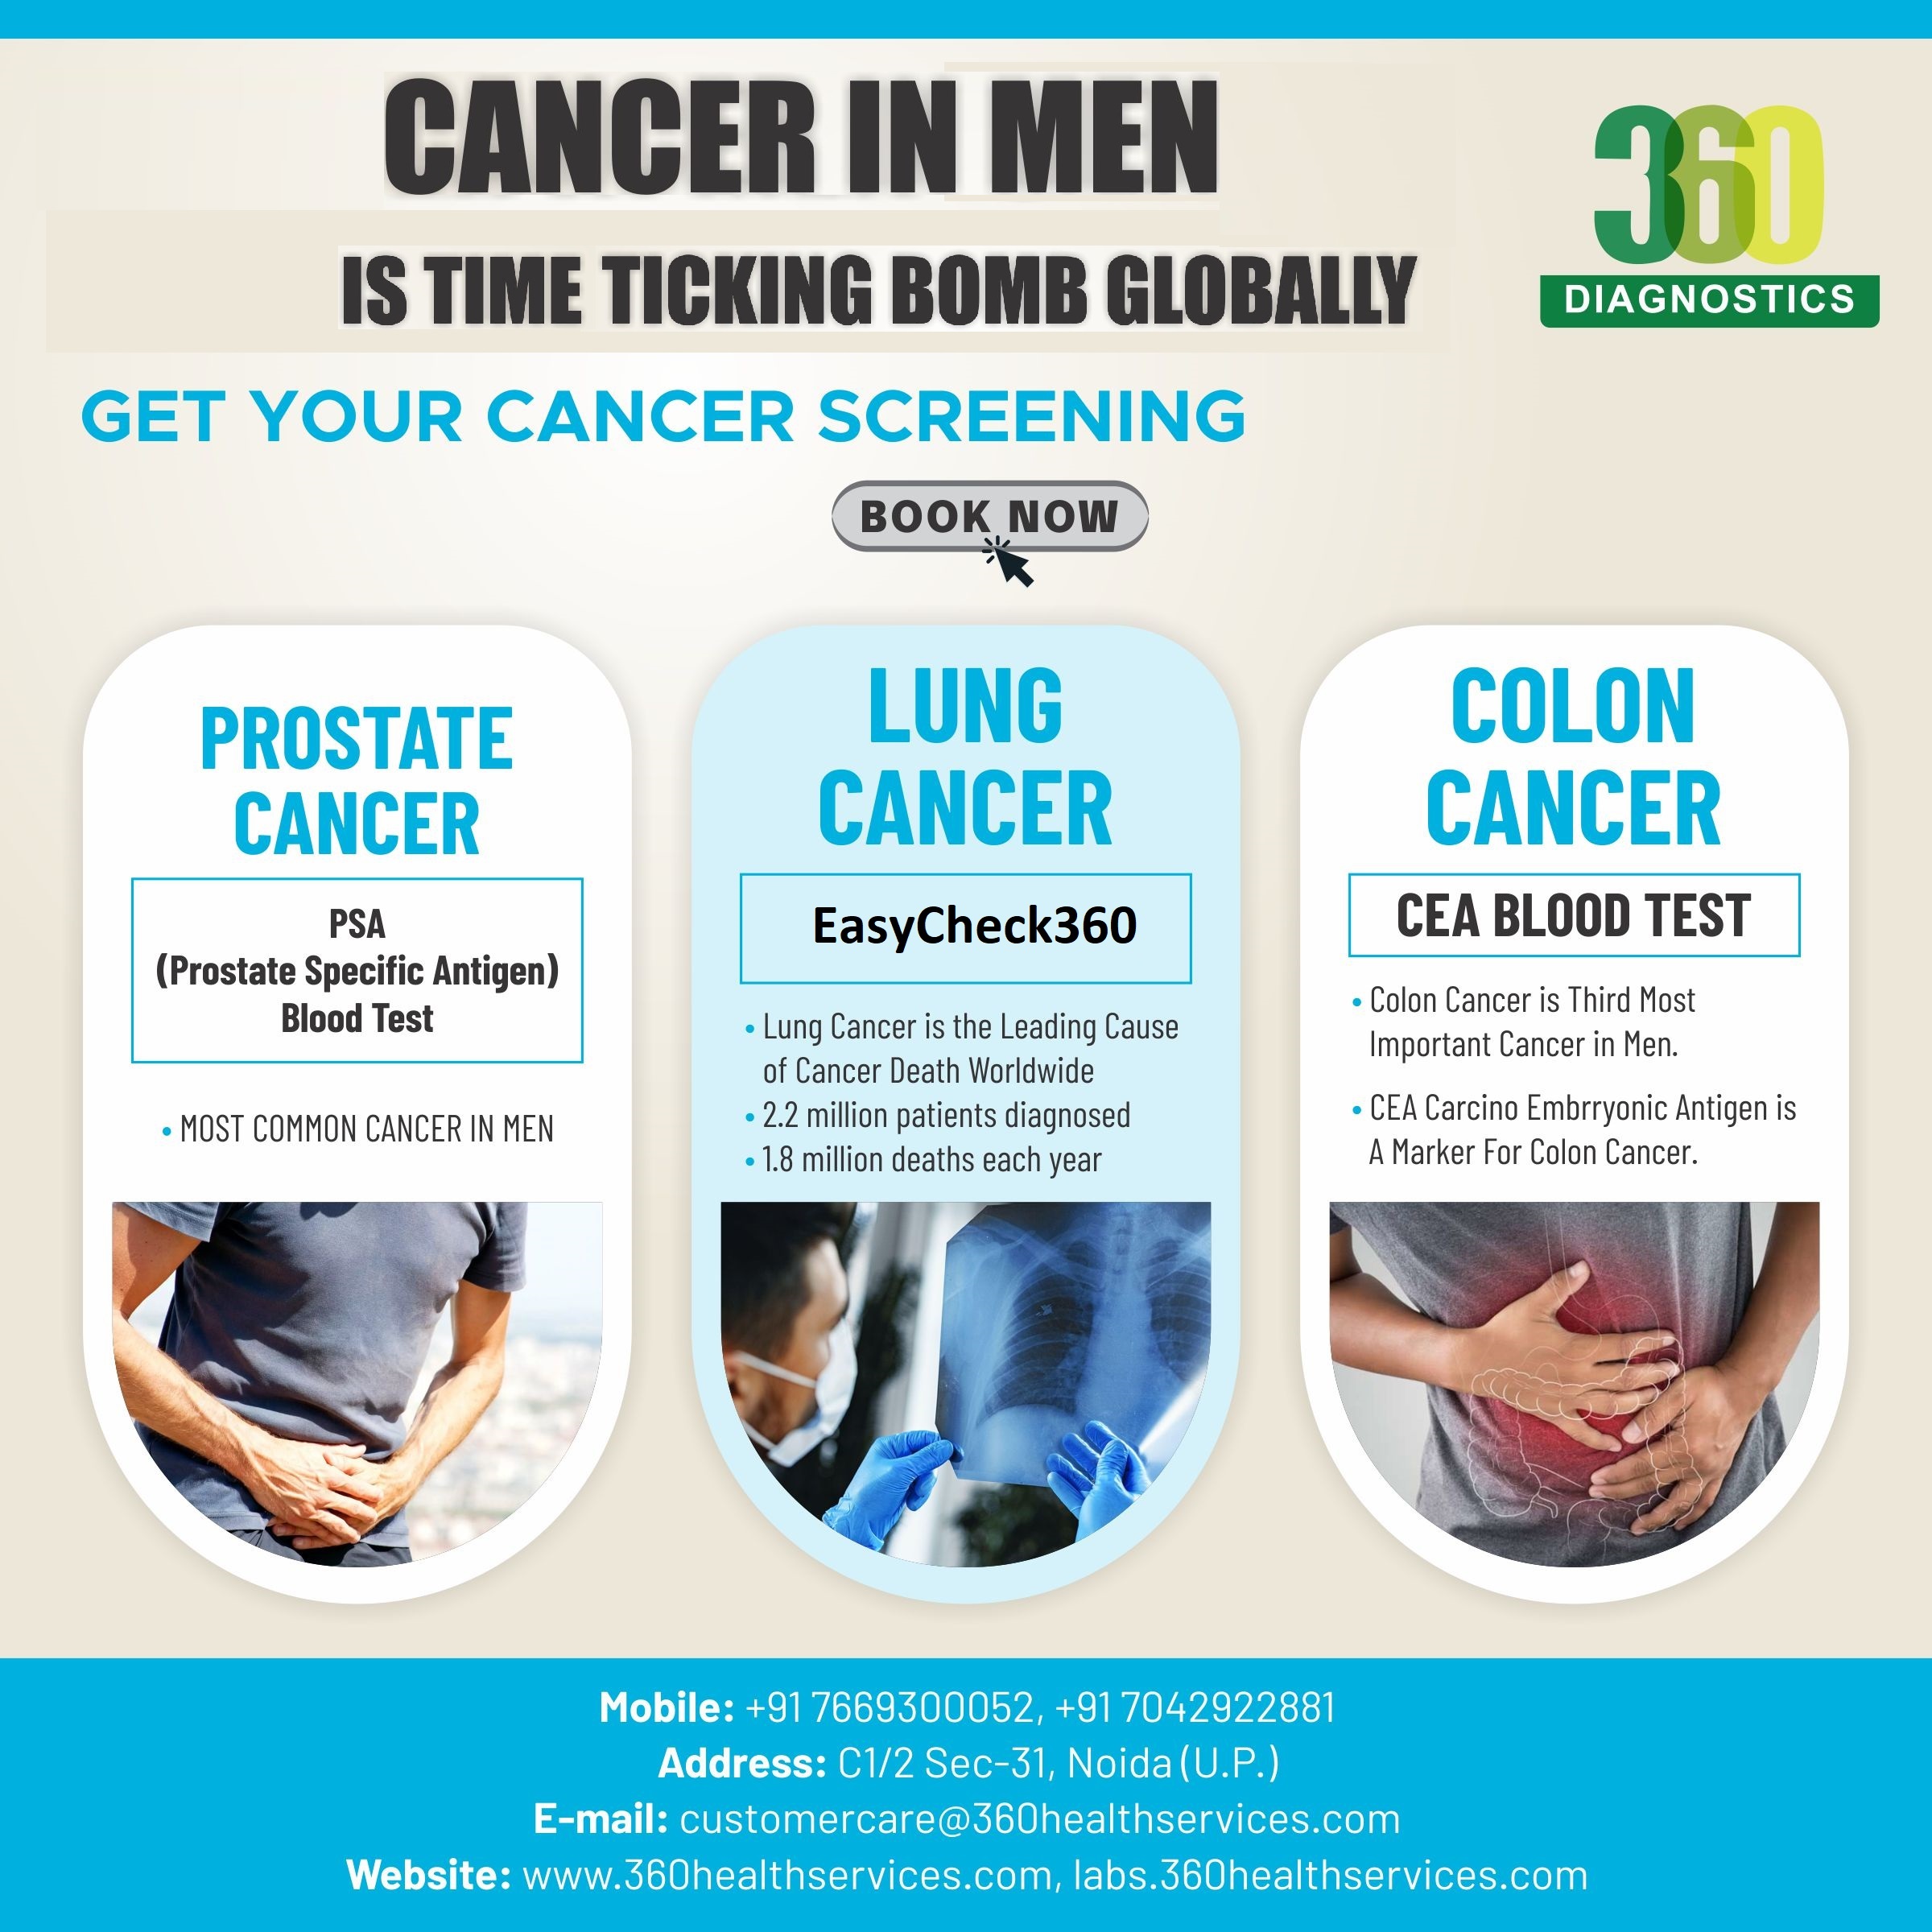 CANCER IN MEN
IS TIME TICKING BOMB GLOBALLY
360
DIAGNOSTICS
GET YOUR CANCER SCREENING
BOOK NOW
PROSTATE
CANCER
PSA
(Prostate Specific Antigen)
Blood Test
• MOST COMMON CANCER IN MEN
LUNG
CANCER
EasyCheck360
• Lung Cancer is the Leading Cause
of Cancer Death Worldwide
• 2.2 million patients diagnosed
• 1.8 million deaths each year
COLON
CANCER
CEA BLOOD TEST
• Colon Cancer is Third Most
Important Cancer in Men.
• CEA Carcino Embrryonic Antigen is
A Marker For Colon Cancer.
Mobile: +91 7669300052, +91 7042922881
Address: C1/2 Sec-31, Noida (U.P.)
E-mail: customercare@360healthservices.com
Website: www.360healthservices.com, labs.360healthservices.com